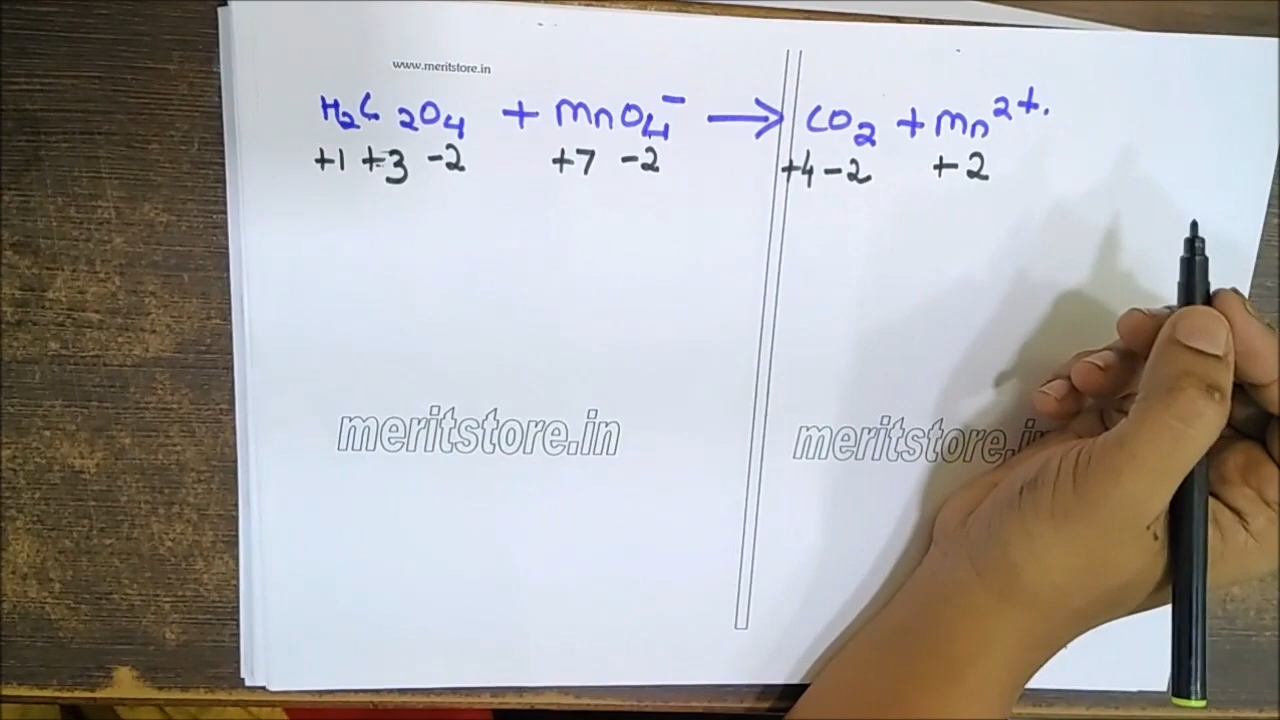 www.meritstore.in
H₂C₂O₄ + MnO₄⁻ → CO₂ + Mn²⁺.
+1 +3 -2 +7 -2 +4 -2 +2
meritstore.in meritstore.in